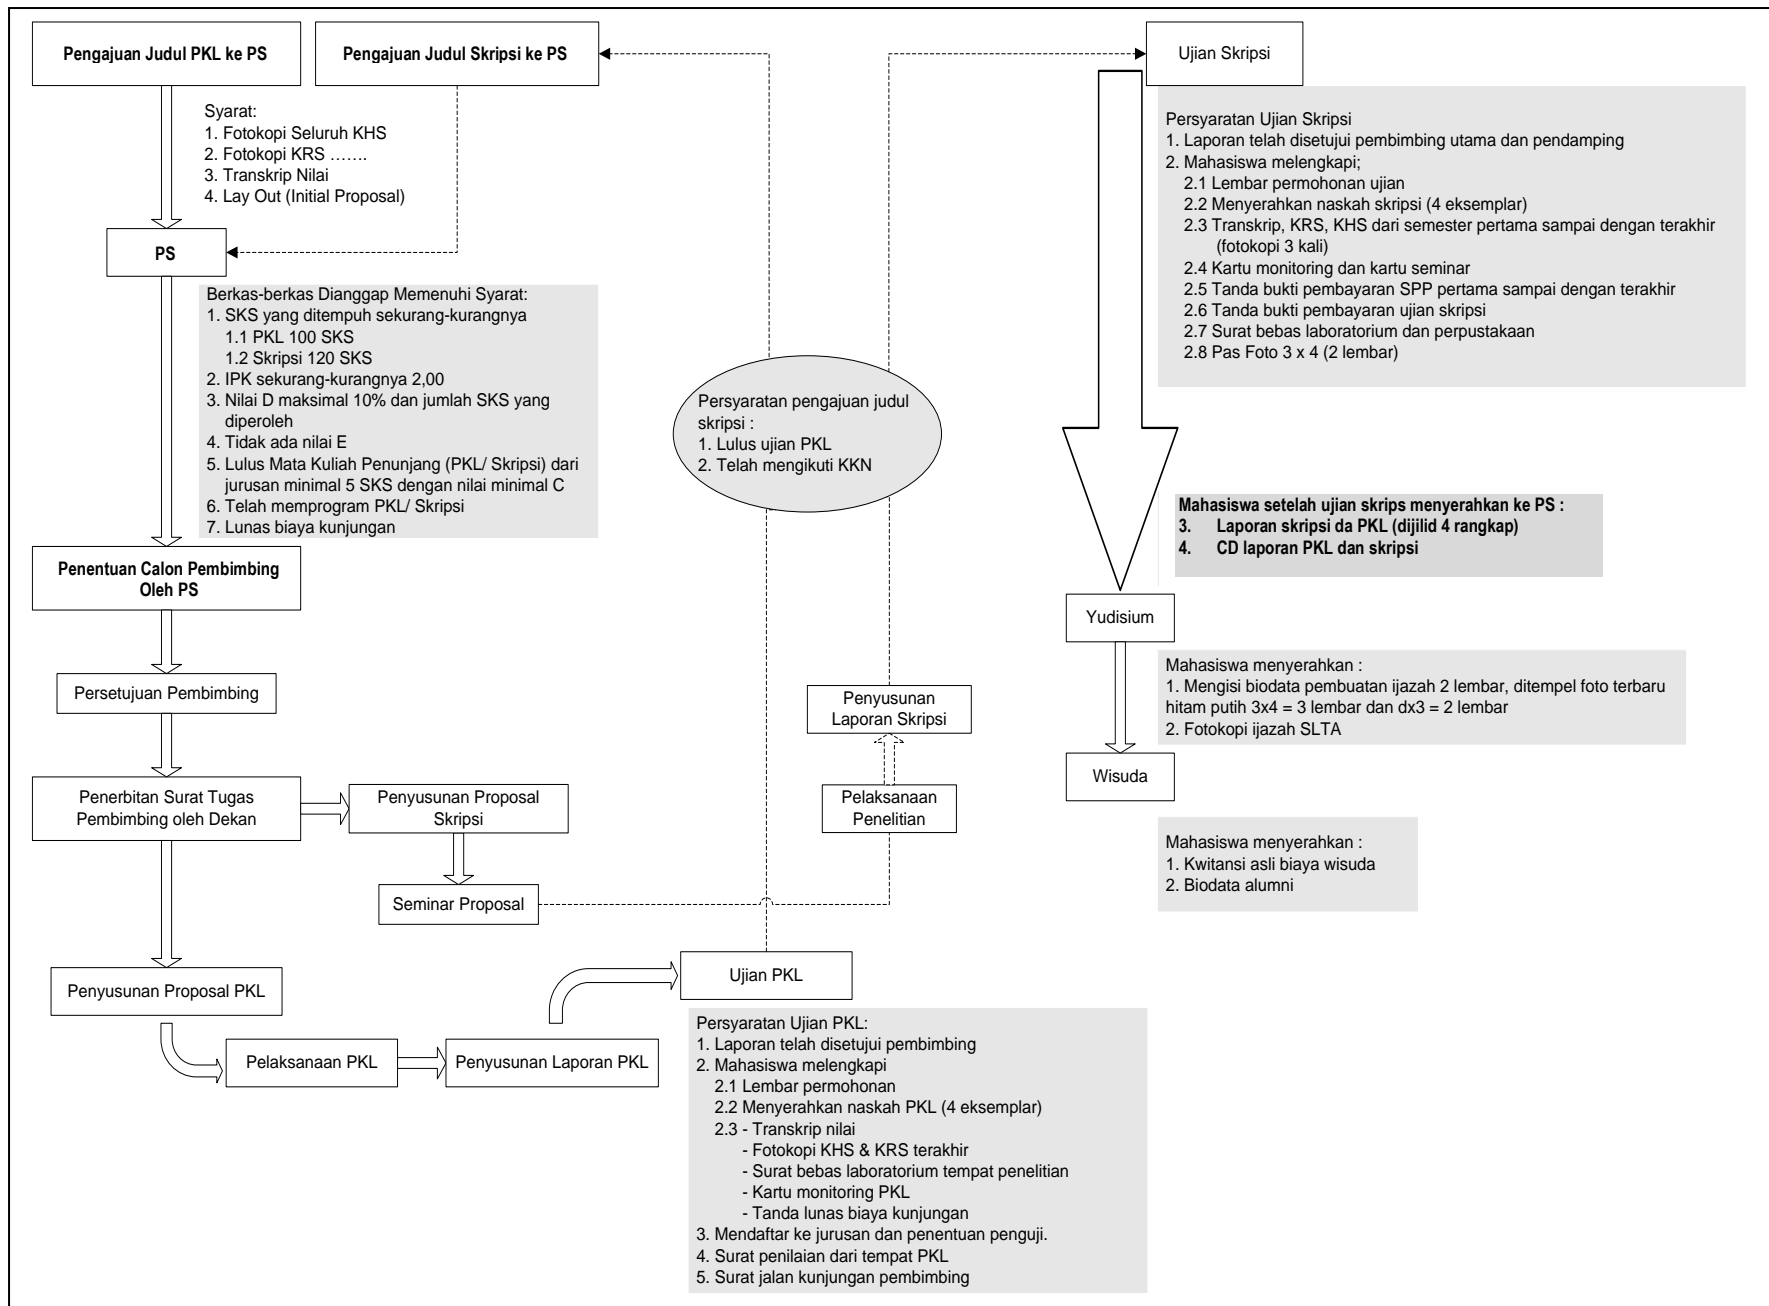 Pengajuan Judul PKL ke PS
Pengajuan Judul Skripsi ke PS
Syarat:
1. Fotokopi Seluruh KHS
2. Fotokopi KRS …….
3. Transkrip Nilai
4. Lay Out (Initial Proposal)
PS
Berkas-berkas Dianggap Memenuhi Syarat:
1. SKS yang ditempuh sekurang-kurangnya
1.1 PKL 100 SKS
1.2 Skripsi 120 SKS
2. IPK sekurang-kurangnya 2,00
3. Nilai D maksimal 10% dan jumlah SKS yang
diperoleh
4. Tidak ada nilai E
5. Lulus Mata Kuliah Penunjang (PKL/ Skripsi) dari
jurusan minimal 5 SKS dengan nilai minimal C
6. Telah memprogram PKL/ Skripsi
7. Lunas biaya kunjungan
Penentuan Calon Pembimbing
Oleh PS
Persetujuan Pembimbing
Penerbitan Surat Tugas
Pembimbing oleh Dekan
Penyusunan Proposal
Skripsi
Seminar Proposal
Penyusunan Proposal PKL
Pelaksanaan PKL
Penyusunan Laporan PKL
Ujian PKL
Persyaratan Ujian PKL:
1. Laporan telah disetujui pembimbing
2. Mahasiswa melengkapi
2.1 Lembar permohonan
2.2 Menyerahkan naskah PKL (4 eksemplar)
2.3 - Transkrip nilai
- Fotokopi KHS & KRS terakhir
- Surat bebas laboratorium tempat penelitian
- Kartu monitoring PKL
- Tanda lunas biaya kunjungan
3. Mendaftar ke jurusan dan penentuan penguji.
4. Surat penilaian dari tempat PKL
5. Surat jalan kunjungan pembimbing
Persyaratan pengajuan judul
skripsi :
1. Lulus ujian PKL
2. Telah mengikuti KKN
Penyusunan
Laporan Skripsi
Pelaksanaan
Penelitian
Ujian Skripsi
Persyaratan Ujian Skripsi
1. Laporan telah disetujui pembimbing utama dan pendamping
2. Mahasiswa melengkapi;
2.1 Lembar permohonan ujian
2.2 Menyerahkan naskah skripsi (4 eksemplar)
2.3 Transkrip, KRS, KHS dari semester pertama sampai dengan terakhir
(fotokopi 3 kali)
2.4 Kartu monitoring dan kartu seminar
2.5 Tanda bukti pembayaran SPP pertama sampai dengan terakhir
2.6 Tanda bukti pembayaran ujian skripsi
2.7 Surat bebas laboratorium dan perpustakaan
2.8 Pas Foto 3 x 4 (2 lembar)
Mahasiswa setelah ujian skrips menyerahkan ke PS :
3. Laporan skripsi da PKL (dijilid 4 rangkap)
4. CD laporan PKL dan skripsi
Yudisium
Mahasiswa menyerahkan :
1. Mengisi biodata pembuatan ijazah 2 lembar, ditempel foto terbaru
hitam putih 3x4 = 3 lembar dan dx3 = 2 lembar
2. Fotokopi ijazah SLTA
Wisuda
Mahasiswa menyerahkan :
1. Kwitansi asli biaya wisuda
2. Biodata alumni